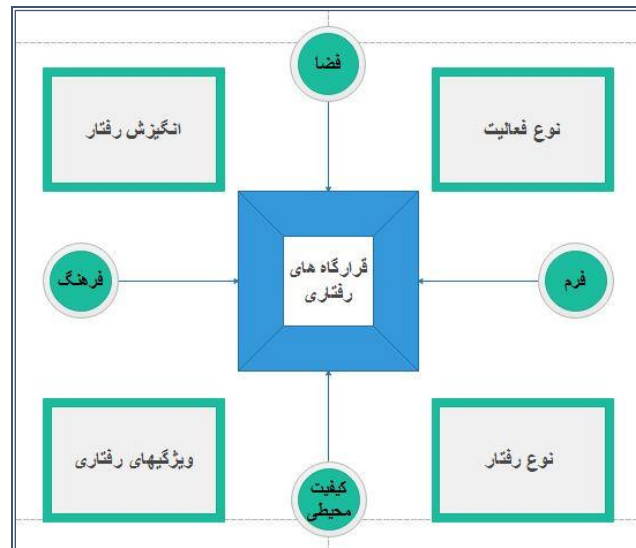 فضا
نوع فعالیت
انگیزش رفتار
فرم
قرارگاه های
رفتاری
فرهنگ
نوع رفتار
ویژگیهای رفتاری
کیفیت
محیطی